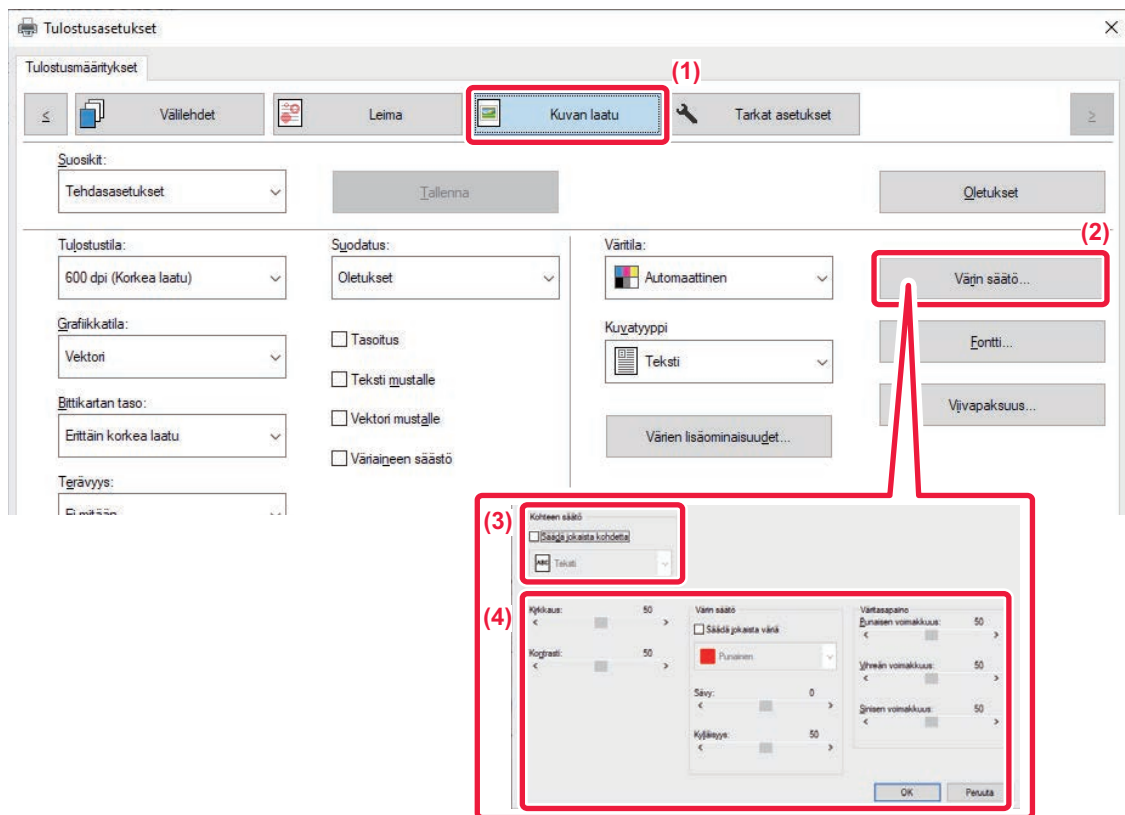 Tulostusasetukset
Tulostusmääritykset
(1)
≤ Välilehdet Leima Kuvan laatu Tarkat asetukset ≥
Suosikit:
Tehdasasetukset Tallenna Oletukset
(2)
Tulostustila: Suodatus: Väritila:
600 dpi (Korkea laatu) Oletukset Automaattinen Värin säätö...
Grafiikkatila: Tasoitus Kuvatyyppi Fontti...
Vektori Teksti mustalle Teksti
Bittikartan taso: Vektori mustalle Viivapaksuus...
Erittäin korkea laatu Väriaineen säästö Värien lisäominaisuudet...
Terävyys:
Ei mitään
(3) Kohteen säätö
Säädä jokaista kohdetta
ABC Teksti
(4) Kirkkaus: 50 Värin säätö Väritasapaino
< > Säädä jokaista väriä Punaisen voimakkuus: 50
< >
Kontrasti: 50 Punainen Vihreän voimakkuus: 50
< > < >
Sävy: 0 Sinisen voimakkuus: 50
< > < >
Kylläisyys: 50
< >
OK Peruuta